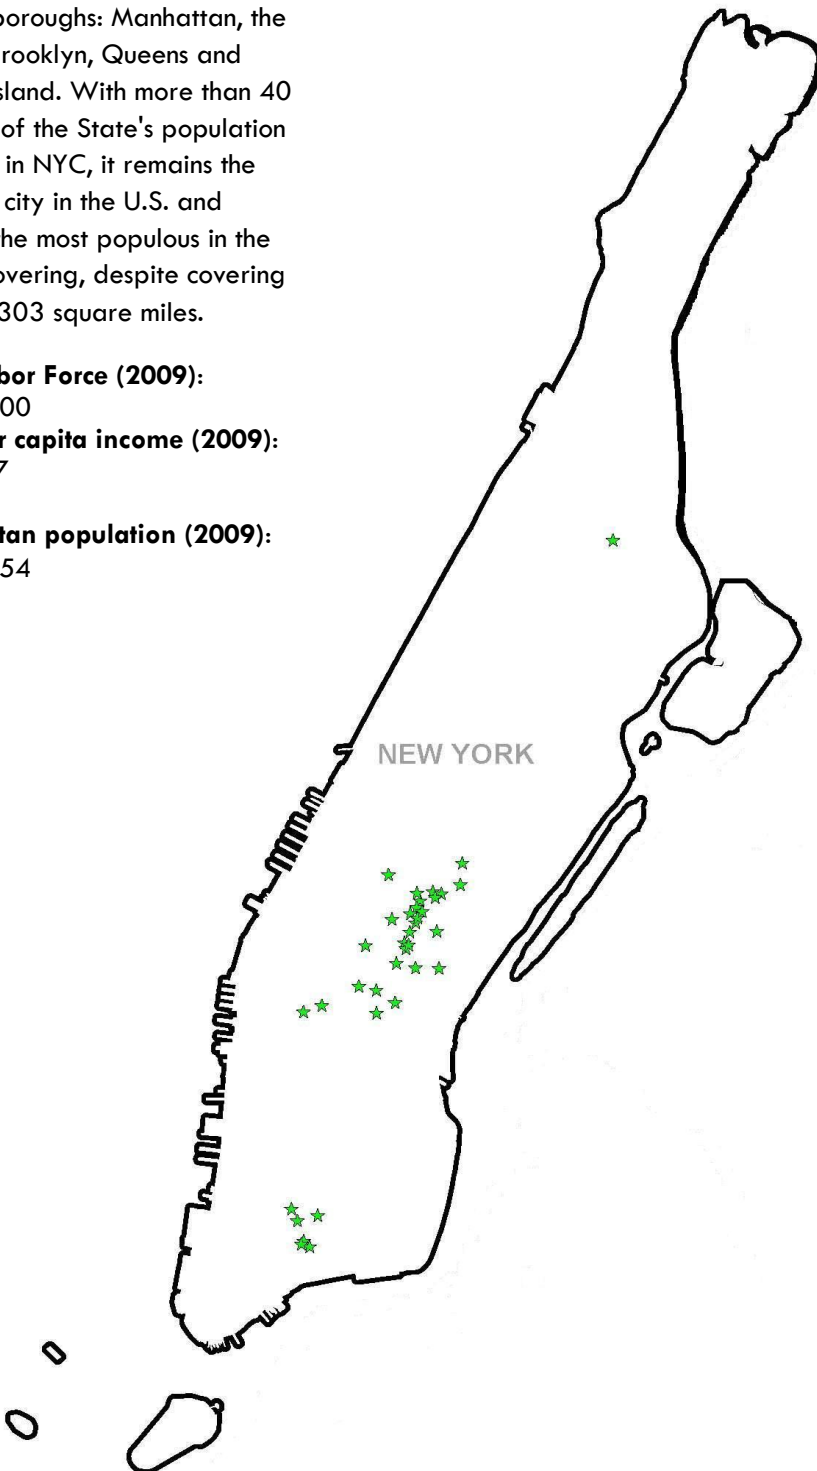 boroughs: Manhattan, the
rooklyn, Queens and
sland. With more than 40
of the State's population
in NYC, it remains the
city in the U.S. and
he most populous in the
overing, despite covering
303 square miles.
bor Force (2009):
00
r capita income (2009):
7
tan population (2009):
54
NEW YORK